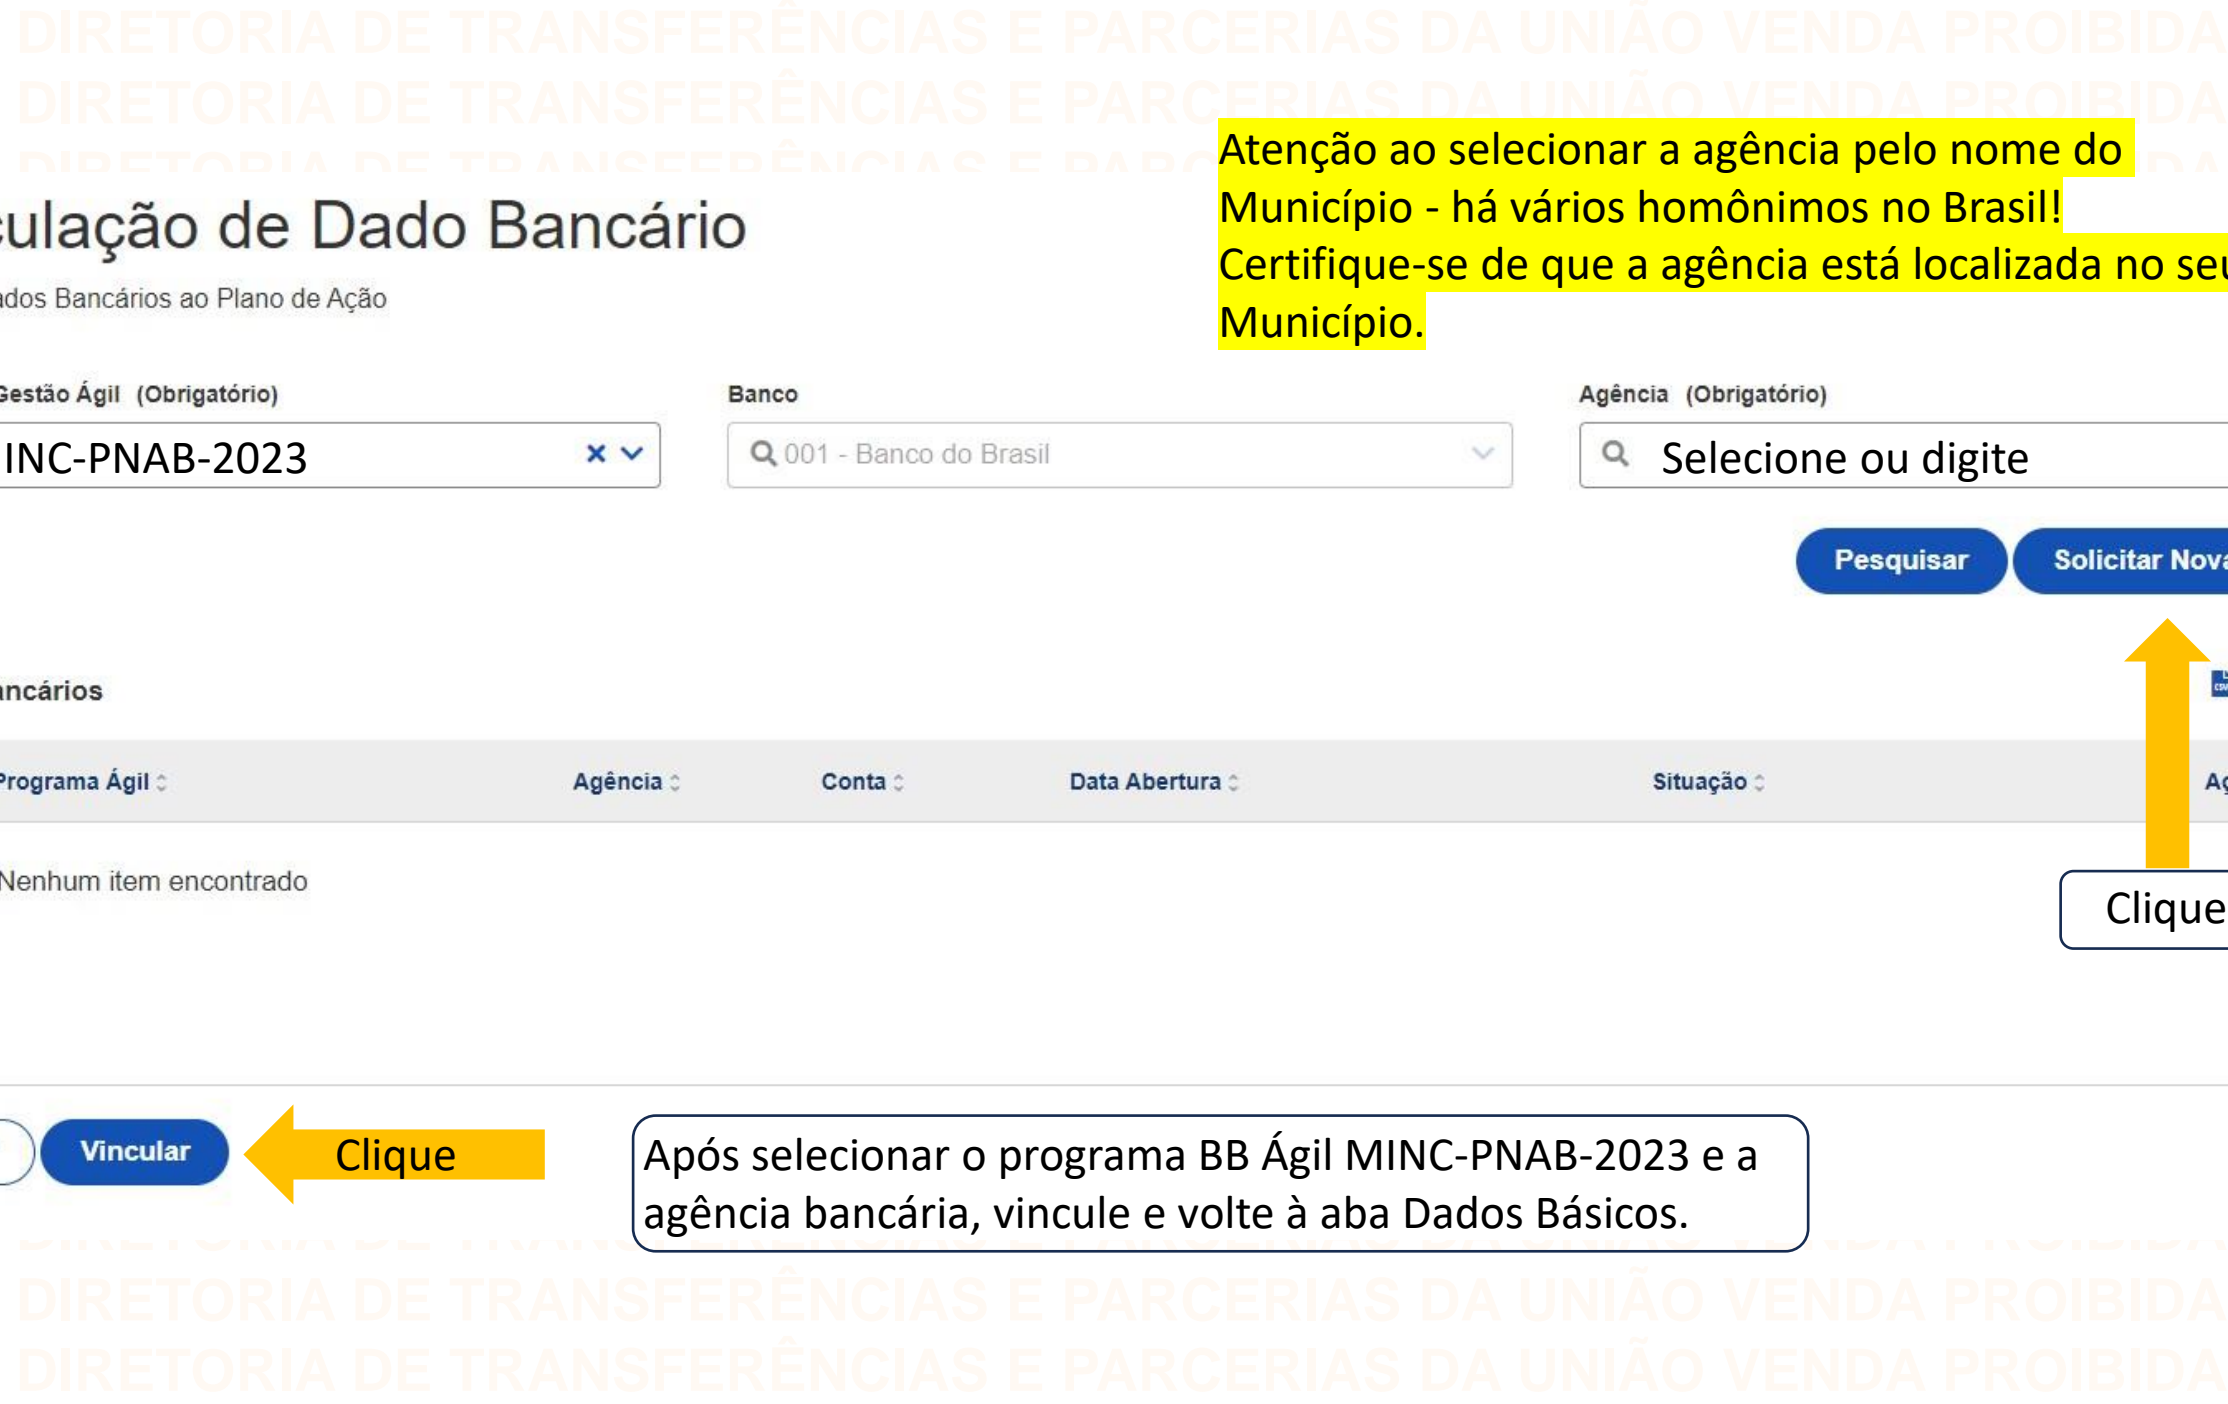 DIRETORIA DE TRANSFERÊNCIAS E PARCERIAS DA UNIÃO VENDA PROIBIDA
DIRETORIA DE TRANSFERÊNCIAS E PARCERIAS DA UNIÃO VENDA PROIBIDA
Atenção ao selecionar a agência pelo nome do
Município - há vários homônimos no Brasil!
Certifique-se de que a agência está localizada no seu
Município.
culação de Dado Bancário
ados Bancários ao Plano de Ação
Gestão Ágil (Obrigatório)
Banco
Agência (Obrigatório)
INC-PNAB-2023
001 - Banco do Brasil
Selecione ou digite
Pesquisar
Solicitar Nova
ancários
Programa Ágil
Agência
Conta
Data Abertura
Situação
Aç
Nenhum item encontrado
Clique
Vincular
Clique
Após selecionar o programa BB Ágil MINC-PNAB-2023 e a
agência bancária, vincule e volte à aba Dados Básicos.
DIRETORIA DE TRANSFERÊNCIAS E PARCERIAS DA UNIÃO VENDA PROIBIDA
DIRETORIA DE TRANSFERÊNCIAS E PARCERIAS DA UNIÃO VENDA PROIBIDA